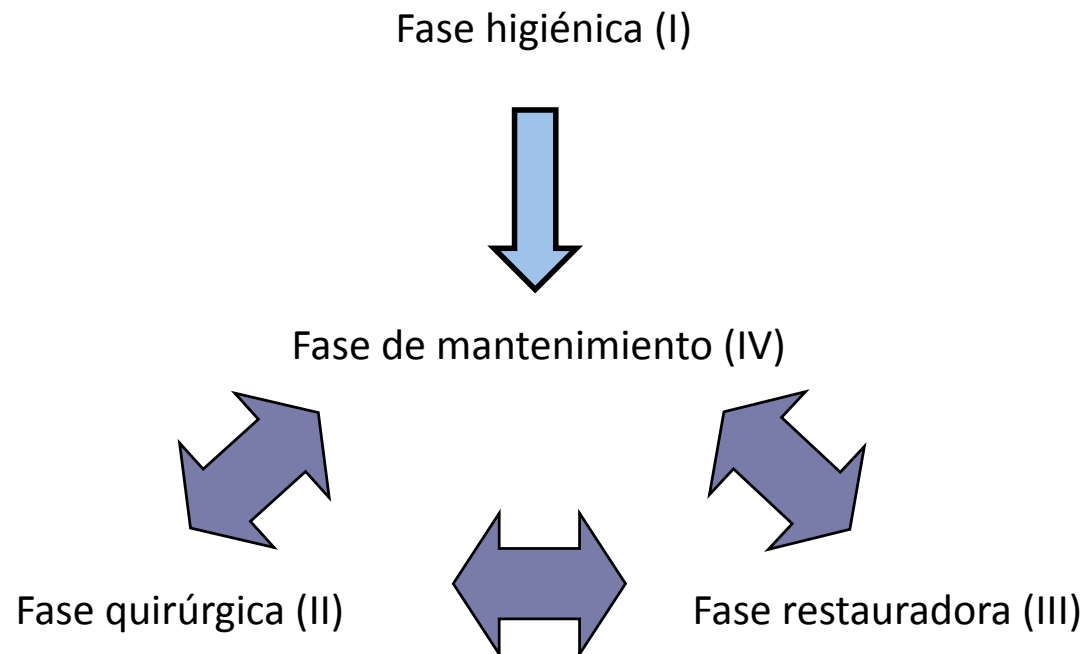 Fase higiénica (I)
Fase de mantenimiento (IV)
Fase quirúrgica (II)
Fase restauradora (III)